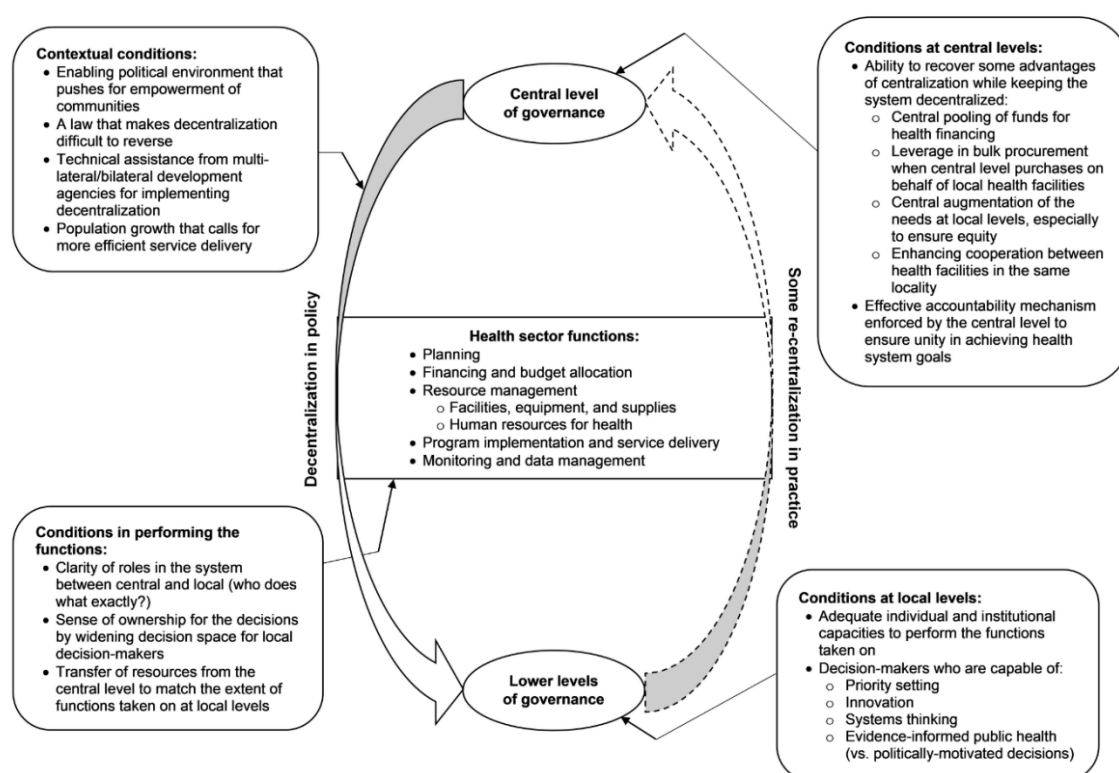 Contextual conditions:
• Enabling political environment that
pushes for empowerment of
communities
• A law that makes decentralization
difficult to reverse
• Technical assistance from multi-
lateral/bilateral development
agencies for implementing
decentralization
• Population growth that calls for
more efficient service delivery
Central level
of governance
Conditions at central levels:
• Ability to recover some advantages
of centralization while keeping the
system decentralized:
o Central pooling of funds for
health financing
o Leverage in bulk procurement
when central level purchases on
behalf of local health facilities
o Central augmentation of the
needs at local levels, especially
to ensure equity
o Enhancing cooperation between
health facilities in the same
locality
• Effective accountability mechanism
enforced by the central level to
ensure unity in achieving health
system goals
Decentralization in policy
Health sector functions:
• Planning
• Financing and budget allocation
• Resource management
o Facilities, equipment, and supplies
o Human resources for health
• Program implementation and service delivery
• Monitoring and data management
Some re-centralization in practice
Conditions in performing the
functions:
• Clarity of roles in the system
between central and local (who does
what exactly?)
• Sense of ownership for the decisions
by widening decision space for local
decision-makers
• Transfer of resources from the
central level to match the extent of
functions taken on at local levels
Lower levels
of governance
Conditions at local levels:
• Adequate individual and institutional
capacities to perform the functions
taken on
• Decision-makers who are capable of:
o Priority setting
o Innovation
o Systems thinking
o Evidence-informed public health
(vs. politically-motivated decisions)